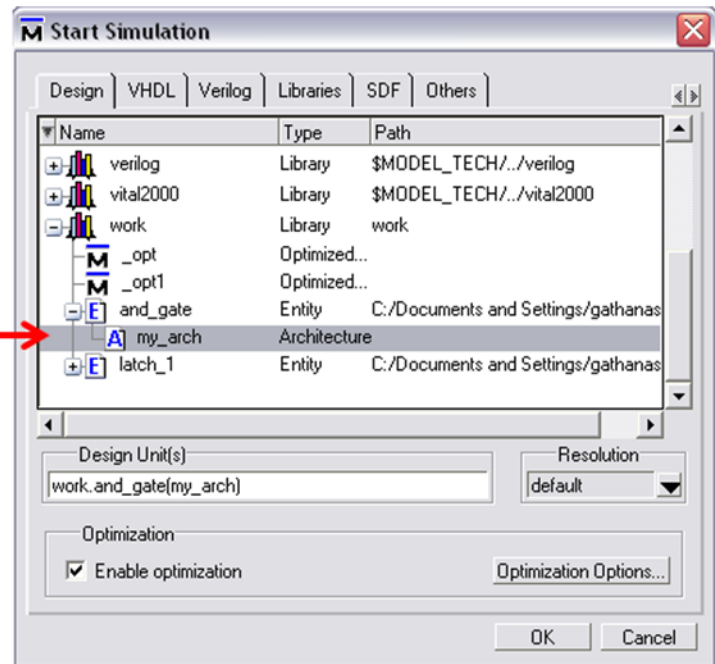 M Start Simulation
Design VHDL Verilog Libraries SDF Others
Name Type Path
verilog Library $MODEL_TECH/../verilog
vital2000 Library $MODEL_TECH/../vital2000
work Library work
M _opt Optimized...
M _opt1 Optimized...
E and_gate Entity C:/Documents and Settings/gathanas
A my_arch Architecture
E latch_1 Entity C:/Documents and Settings/gathanas
Design Unit(s) Resolution
work.and_gate(my_arch) default
Optimization
Enable optimization Optimization Options...
OK Cancel